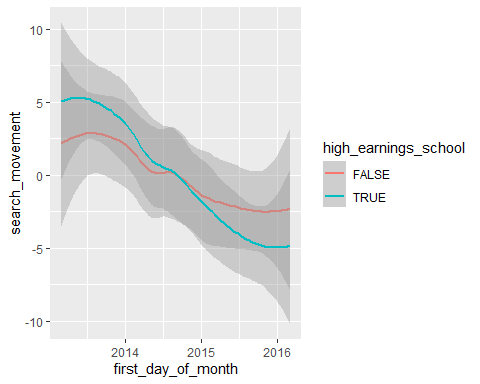 10
5
0
-5
-10
search_movement
2014
2015
2016
first_day_of_month
high_earnings_school
FALSE
TRUE